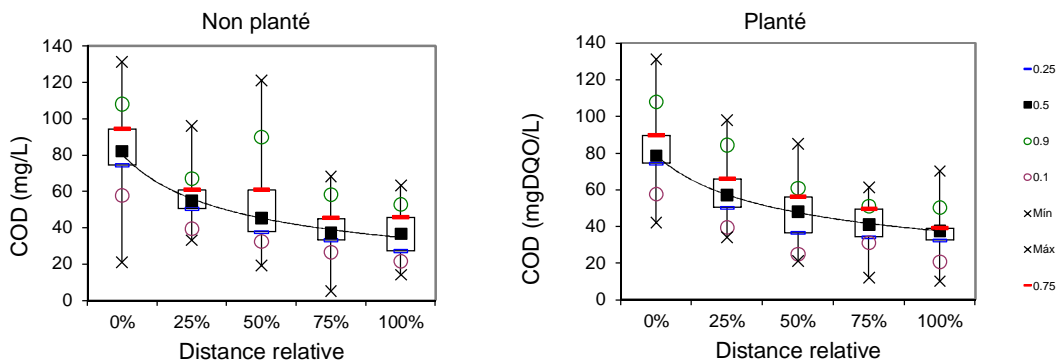 Non planté
COD (mg/L)
140
120
100
80
60
40
20
0
0% 25% 50% 75% 100%
Distance relative
Planté
COD (mgDQO/L)
140
120
100
80
60
40
20
0
0% 25% 50% 75% 100%
Distance relative
0.25
0.5
0.9
0.1
Mín
Máx
0.75